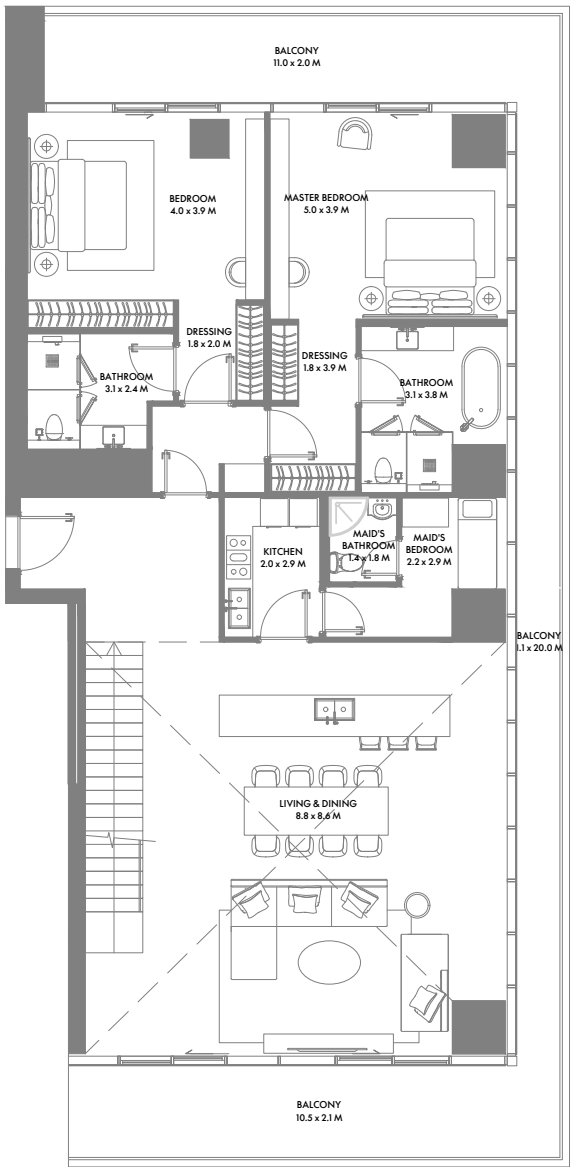 BALCONY
11.0 x 2.0 M
BEDROOM
4.0 x 3.9 M
MASTER BEDROOM
5.0 x 3.9 M
DRESSING
1.8 x 2.0 M
DRESSING
1.8 x 3.9 M
BATHROOM
3.1 x 2.4 M
BATHROOM
3.1 x 3.8 M
KITCHEN
2.0 x 2.9 M
MAID'S
BATHROOM
1.4 x 1.8 M
MAID'S
BEDROOM
2.2 x 2.9 M
BALCONY
1.1 x 20.0 M
LIVING & DINING
8.8 x 8.6 M
BALCONY
10.5 x 2.1 M